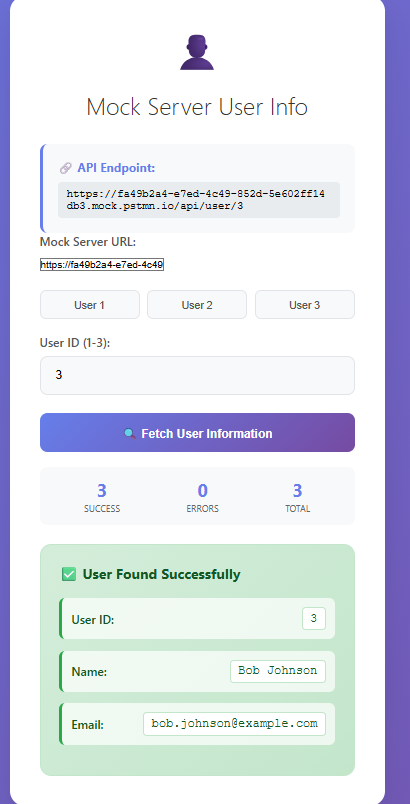 Mock Server User Info
API Endpoint:
https://fa49b2a4-e7ed-4c49-852d-5e602ff14
db3.mock.pstmn.io/api/user/3
Mock Server URL:
https://fa49b2a4-e7ed-4c49
User 1 User 2 User 3
User ID (1-3):
3
Fetch User Information
3 0 3
SUCCESS ERRORS TOTAL
User Found Successfully
User ID: 3
Name: Bob Johnson
Email: bob.johnson@example.com